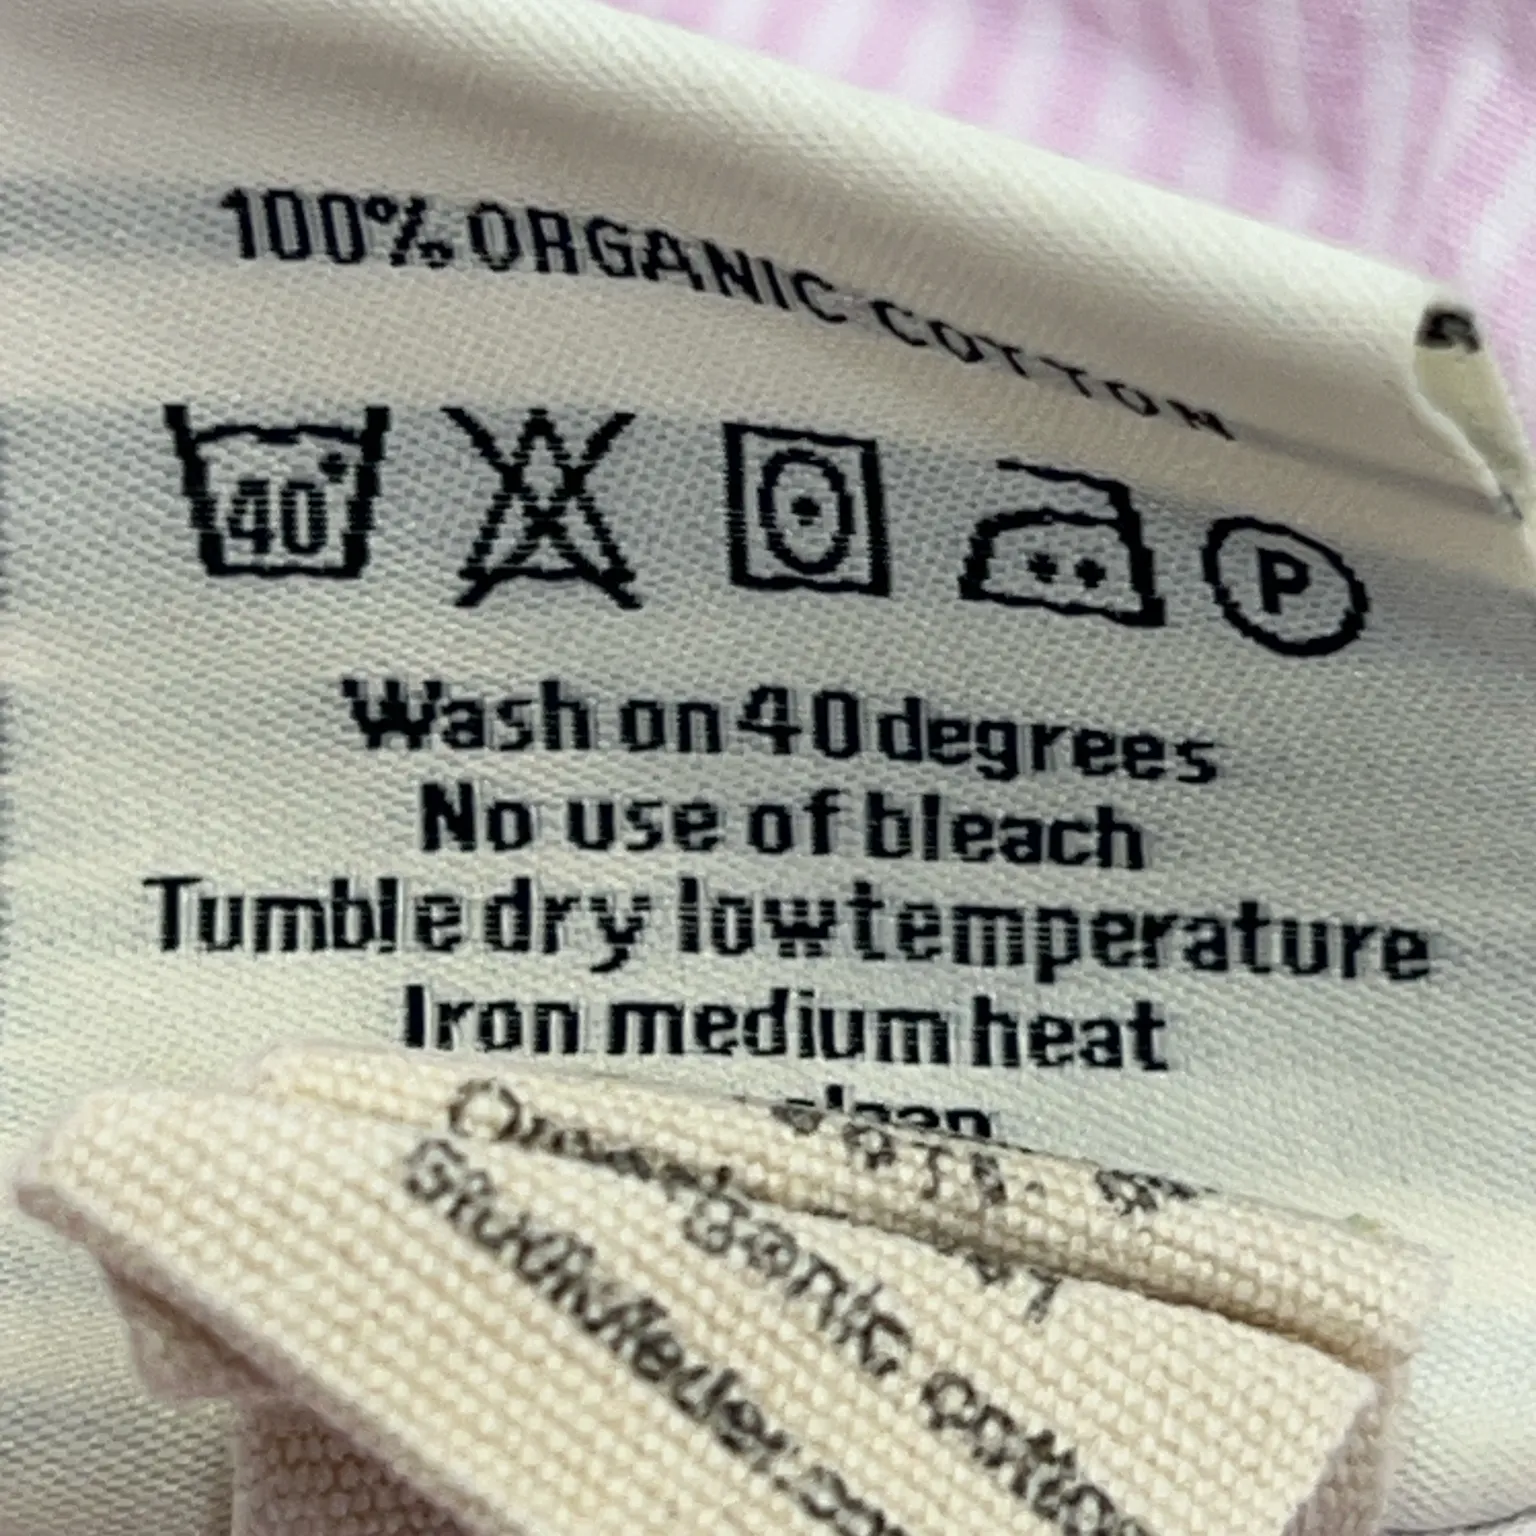 100% ORGANIC COTTON
40°
P
Wash on 40 degrees
No use of bleach
Tumble dry low temperature
Iron medium heat
clean